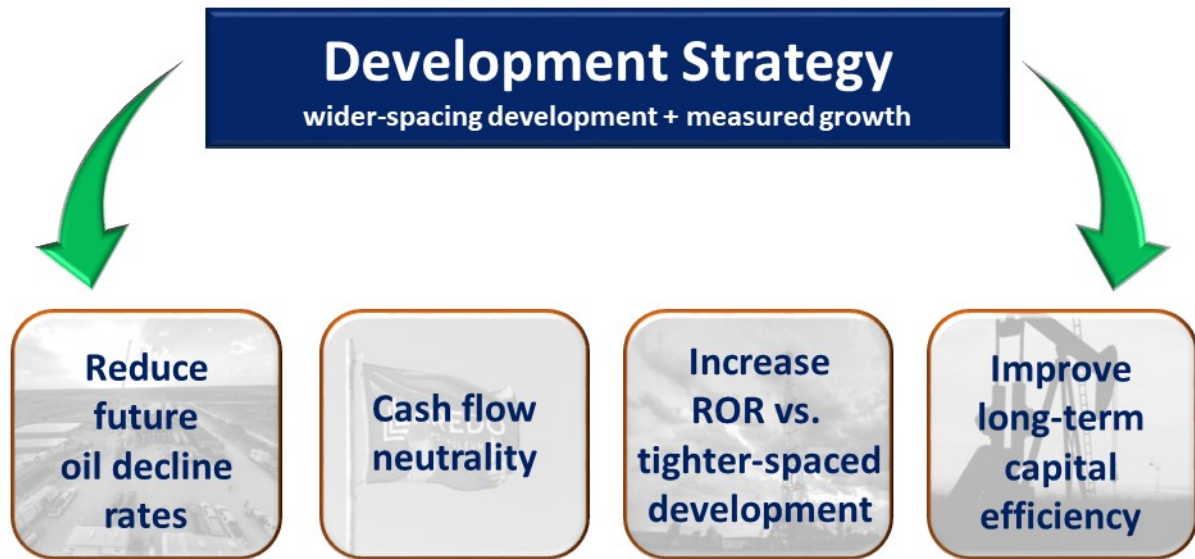 Development Strategy
wider-spacing development + measured growth
Reduce
future
oil decline
rates
Cash flow
neutrality
Increase
ROR vs.
tighter-spaced
development
Improve
long-term
capital
efficiency